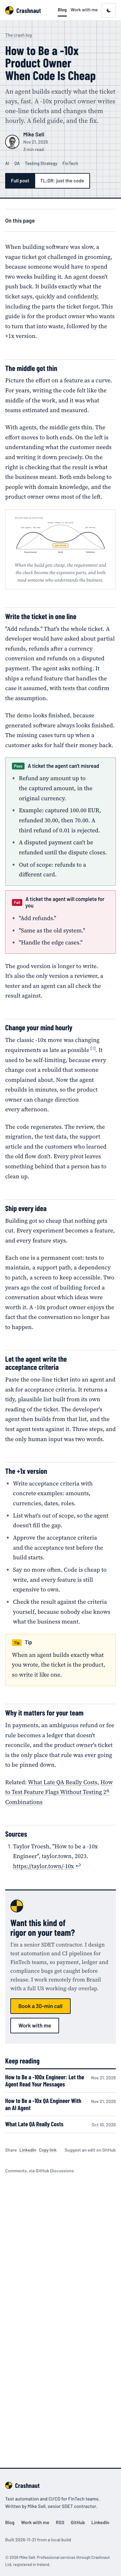 Crashnaut
Blog Work with me
The crash log
How to Be a -10x
Product Owner
When Code Is Cheap
An agent builds exactly what the ticket
says, fast. A -10x product owner writes
one-liners and changes them
hourly. A field guide, and the fix.
Mike Sell
Nov 21, 2026
3 min read
AI QA Testing Strategy FinTech
Full post TL;DR: just the code
On this page
When building software was slow, a
vague ticket got challenged in grooming,
because someone would have to spend
two weeks building it. An agent doesn't
push back. It builds exactly what the
ticket says, quickly and confidently,
including the parts the ticket forgot. This
is how to turn that into waste, followed by the
+1x version.
The middle got thin
Picture the effort on a feature as a curve.
For years, writing the code felt like the
middle of the work, and it was what
teams estimated and measured.
With agents, the middle gets thin. The
effort moves to both ends. On the left end is
understanding what the customer needs
and writing it down precisely. On the
right is checking that the result is what
the business meant. Both ends belong to
people with domain knowledge, and the
product owner owns most of the left.
When the build gets cheap, the requirement and
the check become the expensive parts, and both
need someone who understands the business.
Write the ticket in one line
"Add refunds." That's the whole ticket. A
developer would have asked about partial
refunds, refunds after a currency
conversion and refunds on a disputed
payment. The agent asks nothing. It
builds a refund feature that handles the
case it assumed, with tests that confirm
the assumption.
The demo looks finished, because
generated software always looks finished.
The missing cases turn up when a
customer asks for half their money back.
Pass A ticket the agent can't misread
Refund any amount up to
the captured amount, in the
original currency.
Example: captured 100.00 EUR,
refunded 30.00, then 70.00. A
third refund of 0.01 is rejected.
A disputed payment can't be
refunded until the dispute closes.
Out of scope: refunds to a
different card.
Fail A ticket the agent will complete for
you
"Add refunds."
"Same as the old system."
"Handle the edge cases."
The good version is longer to write.
It's also the only version a reviewer, a
tester and an agent can all check the
result against.
Change your mind hourly
The classic -10x move was changing
requirements as late as possible [1]. It
used to be self-limiting, because every
change cost a rebuild that someone
complained about. Now the agent
rebuilds in minutes, so the product
owner can change direction
every afternoon.
The code regenerates. The review, the
migration, the test data, the support
team and the customers who learned the
old flow don't. Every pivot leaves
something behind that a person has to
clean up.
Ship every idea
Building got so cheap that nothing gets
cut. Every experiment becomes a feature,
and every feature stays.
Each one is a permanent cost: tests to
maintain, a support path, a dependency
to patch, a screen to keep accessible. Two
years ago the cost of building forced a
conversation about which ideas were
worth it. A -10x product owner enjoys the
fact that the conversation no longer has
to happen.
Let the agent write the
acceptance criteria
Paste the one-line ticket into an agent and
ask for acceptance criteria. It returns a
tidy, plausible list built from its own
reading of the ticket. The developer's
agent builds against that list, and the
test agent tests against it. Three steps, and
the only human input was two words.
The +1x version
Write acceptance criteria with
concrete examples: amounts,
currencies, dates, roles.
List what's out of scope, so the agent
doesn't fill the gap.
Approve the acceptance criteria
and the acceptance test before the
build starts.
Say no more often. Code is cheap to
write, and every feature is still
expensive to own.
Check the result against the criteria
yourself, because nobody else knows
what the business meant.
Tip Tip
When an agent builds exactly what
you wrote, the ticket is the product,
so write it like one.
Why it matters for your team
In payments, an ambiguous refund or fee
rule becomes a ledger that doesn't
reconcile, and the product owner's ticket
is the only place that rule was ever going
to be pinned down.
Related: What Late QA Really Costs, How
to Test Feature Flags Without Testing 2ⁿ
Combinations
Sources
1. Taylor Troesh, "How to be a -10x
Engineer", taylor.town, 2023.
https://taylor.town/-10x ↩
Want this kind of
rigor on your team?
I'm a senior SDET contractor. I design
test automation and CI pipelines for
FinTech teams, so payment, ledger and
compliance bugs get caught before
release. I work remotely from Brazil
with a full US working-day overlap.
Book a 30-min call
Work with me
Keep reading
How to Be a -100x Engineer: Let the
Agent Read Your Messages
Nov 21, 2026
How to Be a -10x QA Engineer With
an AI Agent
Nov 21, 2026
What Late QA Really Costs
Oct 10, 2026
Share LinkedIn Copy link Suggest an edit on GitHub
Comments, via GitHub Discussions
Crashnaut
Test automation and CI/CD for FinTech teams.
Written by Mike Sell, senior SDET contractor.
Blog Work with me RSS GitHub LinkedIn
Built 2026-11-21 from a local build
© 2026 Mike Sell. Professional services through Crashnaut
Ltd, registered in Ireland.